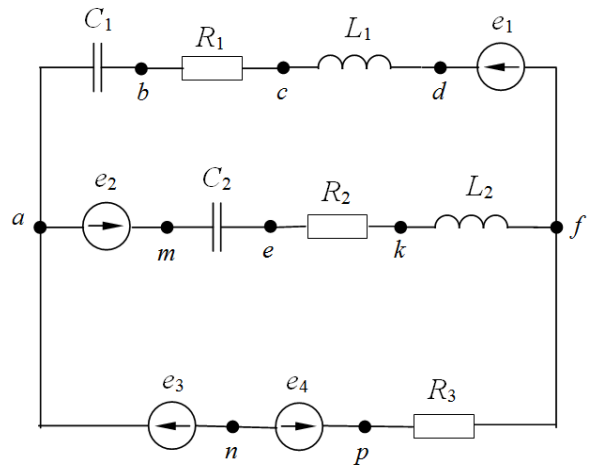 C₁ R₁ L₁ e₁
b c d
e₂ C₂ R₂ L₂
a f
m e k
e₃ e₄ R₃
n p